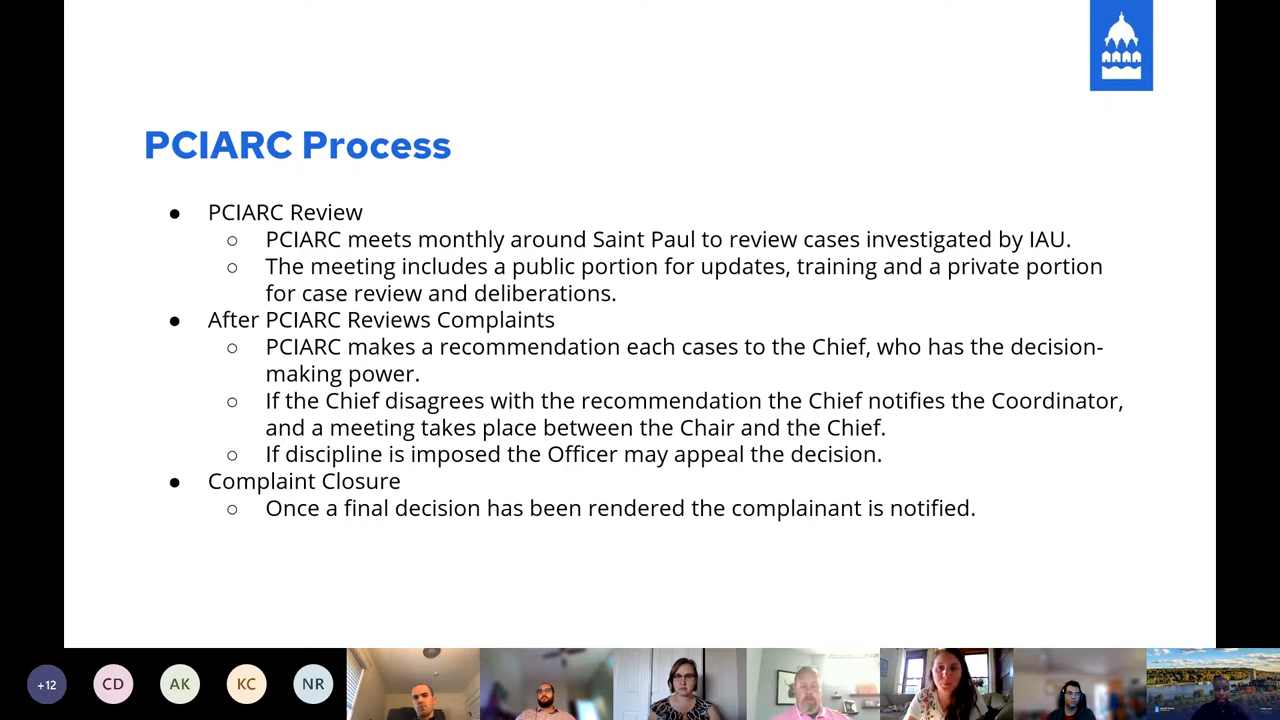 PCIARC Process
● PCIARC Review
○ PCIARC meets monthly around Saint Paul to review cases investigated by IAU.
○ The meeting includes a public portion for updates, training and a private portion
for case review and deliberations.
● After PCIARC Reviews Complaints
○ PCIARC makes a recommendation each cases to the Chief, who has the decision-
making power.
○ If the Chief disagrees with the recommendation the Chief notifies the Coordinator,
and a meeting takes place between the Chair and the Chief.
○ If discipline is imposed the Officer may appeal the decision.
● Complaint Closure
○ Once a final decision has been rendered the complainant is notified.
+12 CD AK KC NR